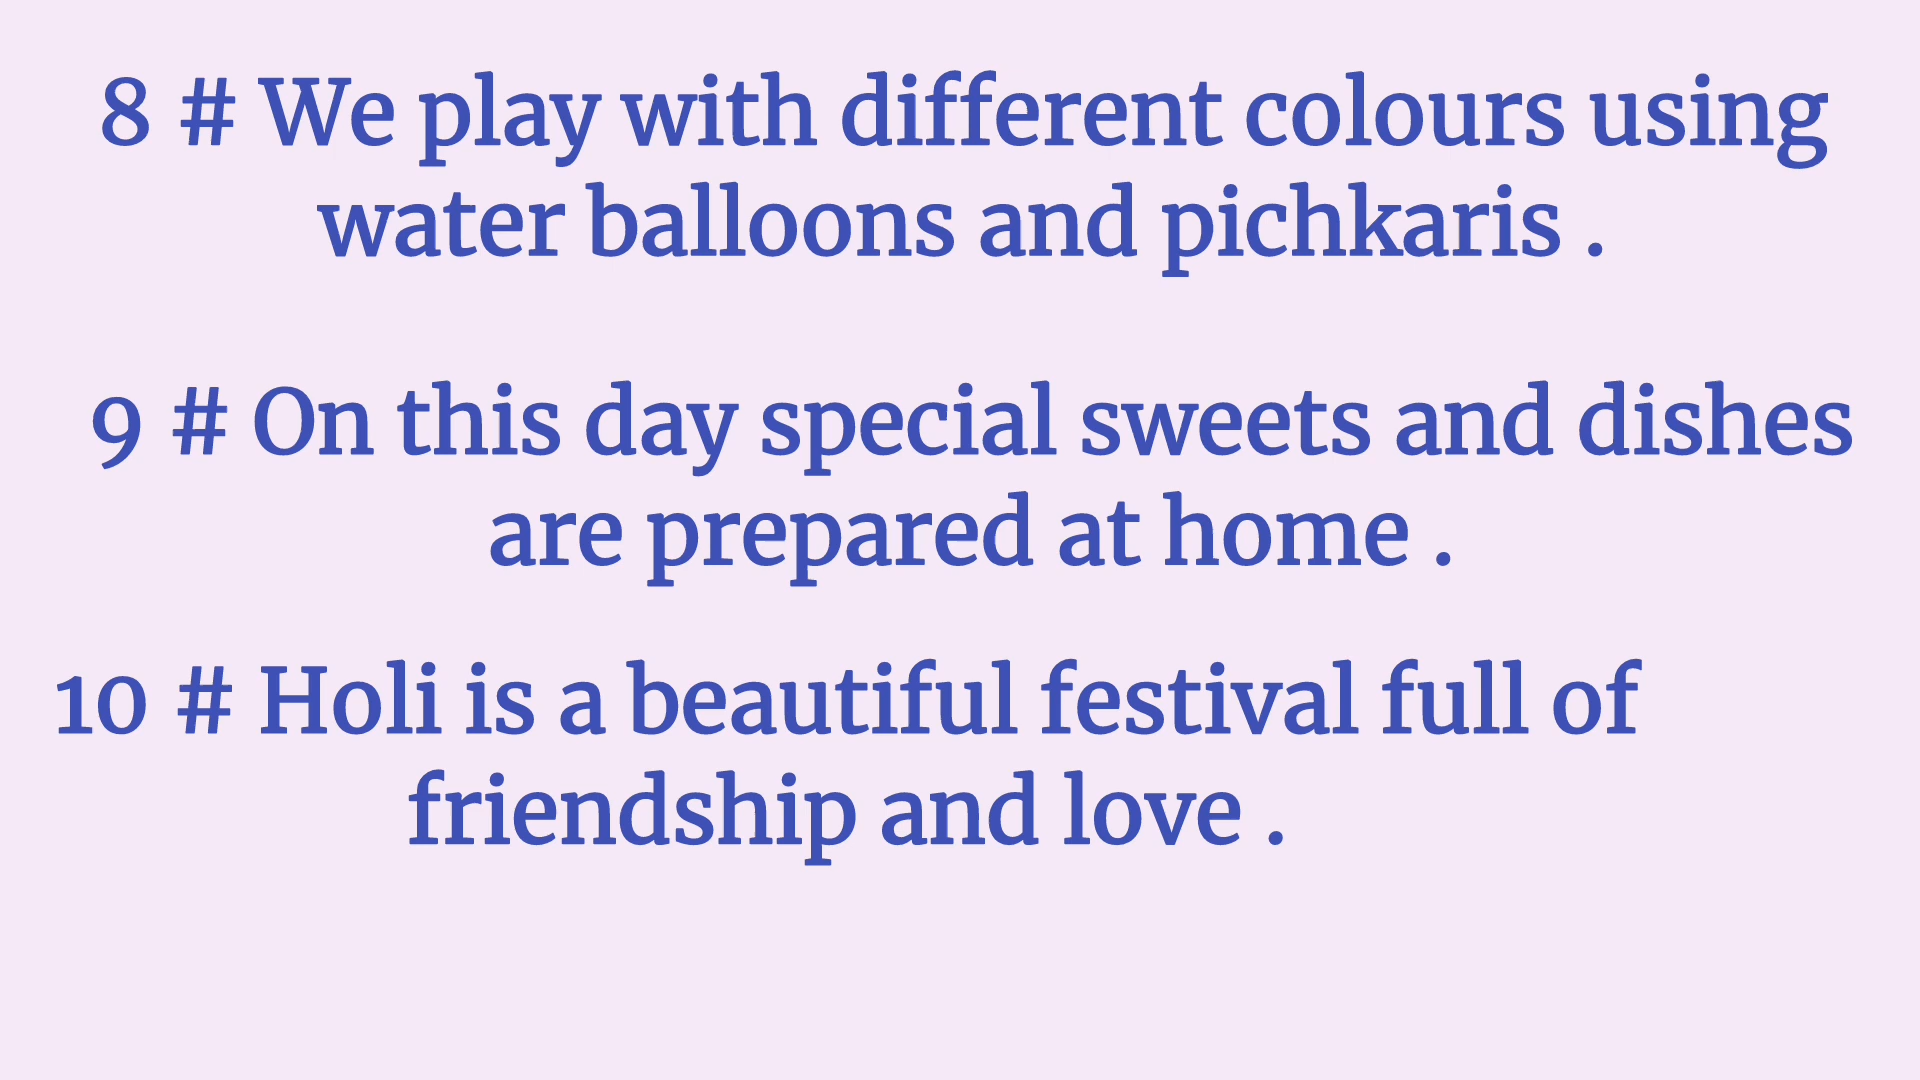 8 # We play with different colours using
water balloons and pichkaris .
9 # On this day special sweets and dishes
are prepared at home .
10 # Holi is a beautiful festival full of
friendship and love .